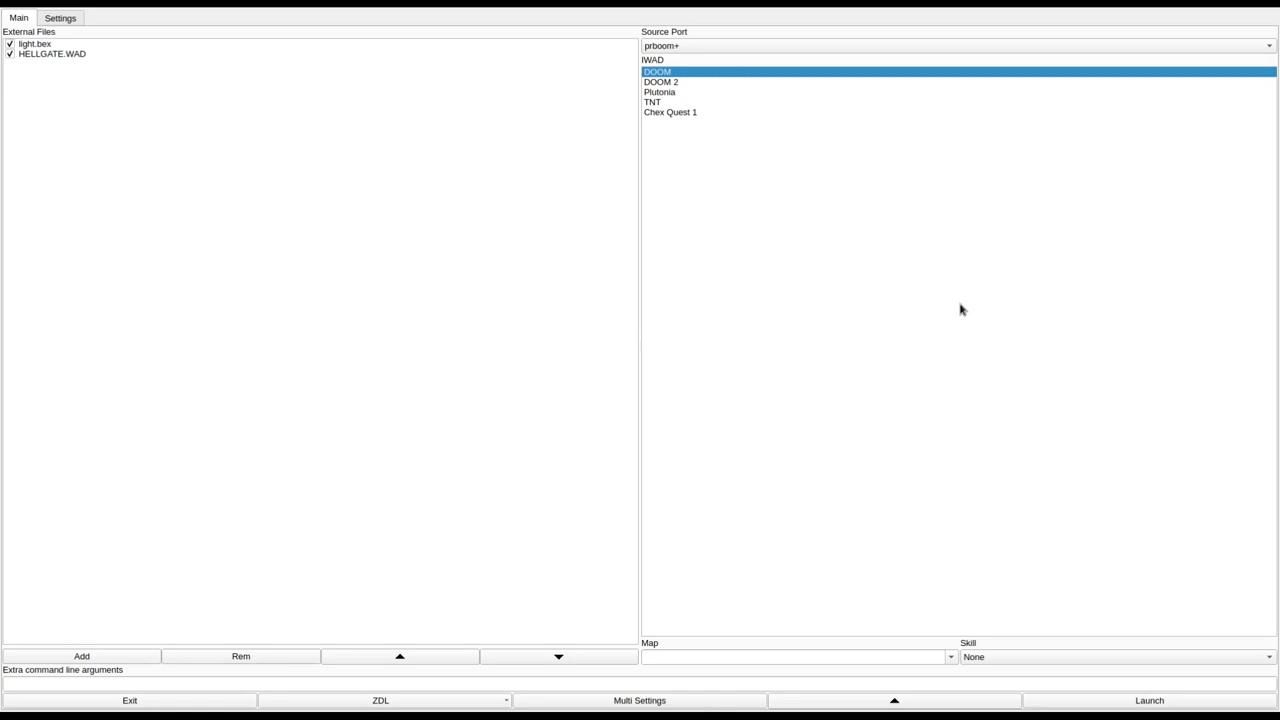 Main Settings
External Files
light.bex
HELLGATE.WAD
Source Port
prboom+
IWAD
DOOM
DOOM 2
Plutonia
TNT
Chex Quest 1
Map Skill
None
Add Rem
Extra command line arguments
Exit ZDL Multi Settings Launch